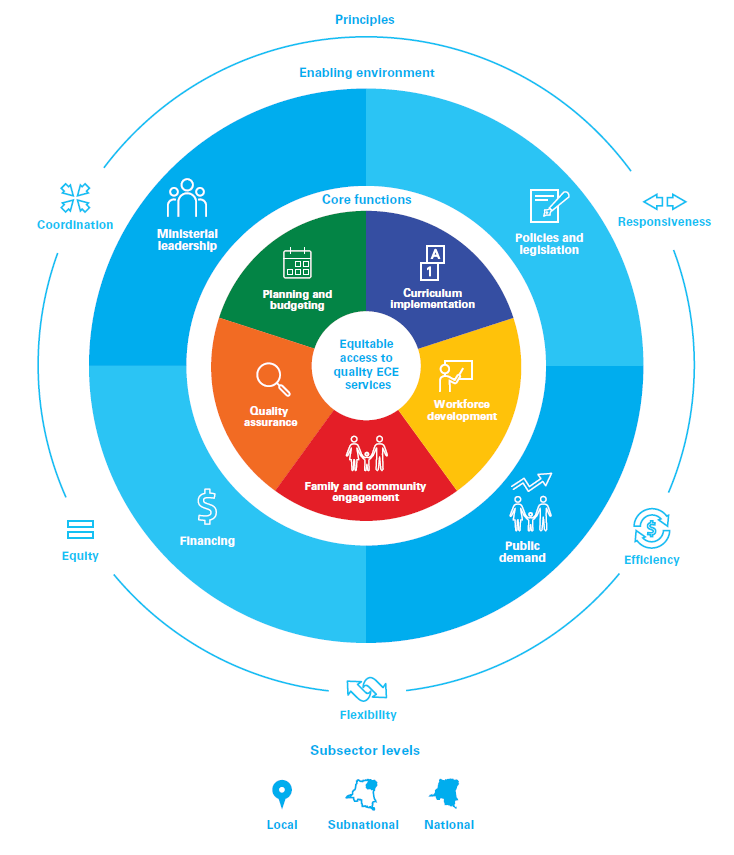 Principles
Enabling environment
Coordination
Responsiveness
Ministerial
leadership
Policies and
legislation
Core functions
Planning and
budgeting
A
1
Curriculum
implementation
Equitable
access to
quality ECE
services
Quality
assurance
Workforce
development
Family and community
engagement
$
Financing
Public
demand
Equity
$
Efficiency
Flexibility
Subsector levels
Local
Subnational
National